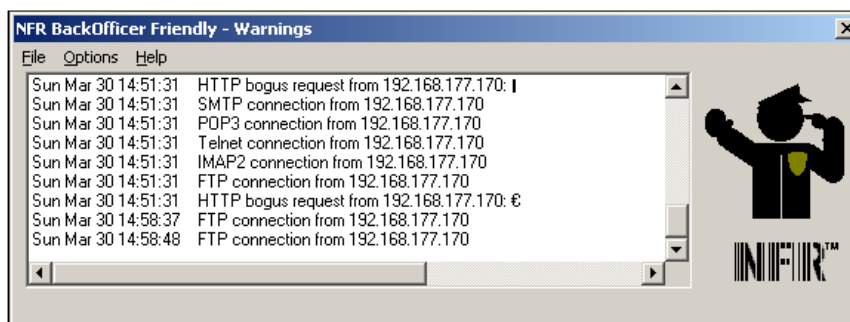 NFR BackOfficer Friendly - Warnings
File Options Help
Sun Mar 30 14:51:31 HTTP bogus request from 192.168.177.170: |
Sun Mar 30 14:51:31 SMTP connection from 192.168.177.170
Sun Mar 30 14:51:31 POP3 connection from 192.168.177.170
Sun Mar 30 14:51:31 Telnet connection from 192.168.177.170
Sun Mar 30 14:51:31 IMAP2 connection from 192.168.177.170
Sun Mar 30 14:51:31 FTP connection from 192.168.177.170
Sun Mar 30 14:51:31 HTTP bogus request from 192.168.177.170: €
Sun Mar 30 14:58:37 FTP connection from 192.168.177.170
Sun Mar 30 14:58:48 FTP connection from 192.168.177.170
NFR™